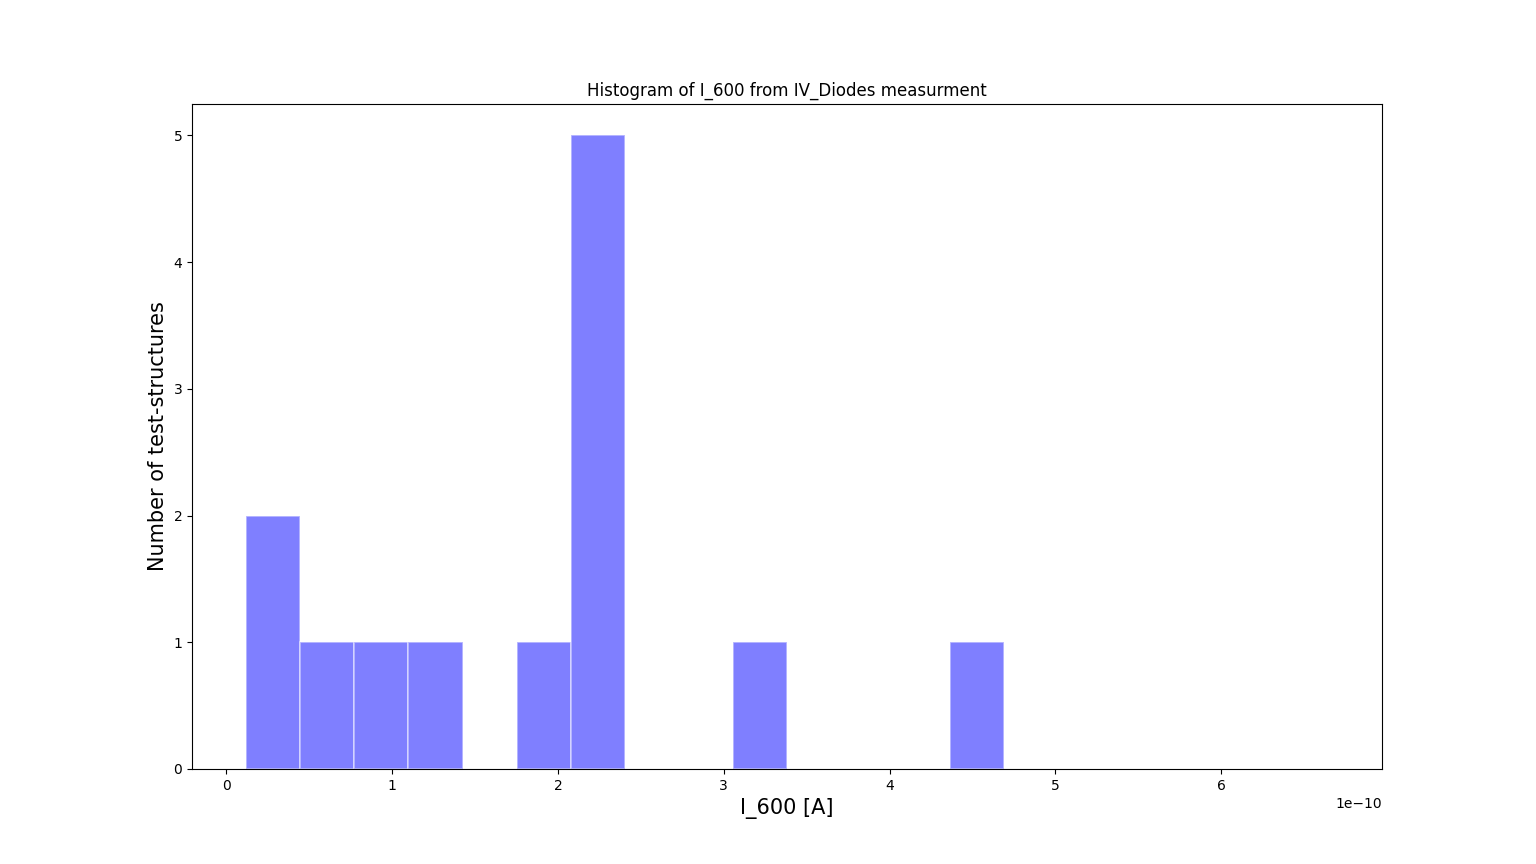 Histogram of I_600 from IV_Diodes measurment
Number of test-structures
5
4
3
2
1
0
0 1 2 3 4 5 6
1e−10
I_600 [A]